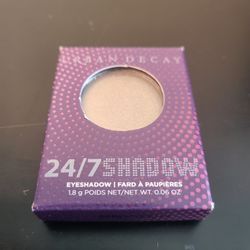 URBAN DECAY
24/7 SHADOW
EYESHADOW | FARD À PAUPIÈRES
1.8 g POIDS NET/NET WT. 0.06 OZ